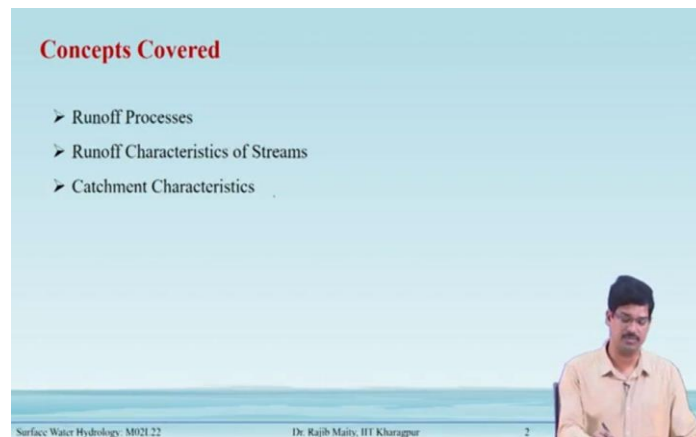 Concepts Covered
➤ Runoff Processes
➤ Runoff Characteristics of Streams
➤ Catchment Characteristics
Surface Water Hydrology: M02L22 Dr. Rajib Maity, IIT Kharagpur 2